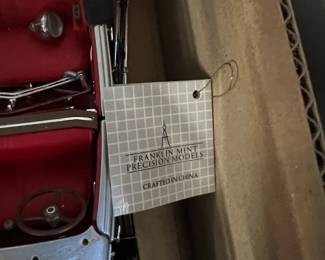 FRANKLIN MINT
PRECISION MODELS
CRAFTED IN CHINA